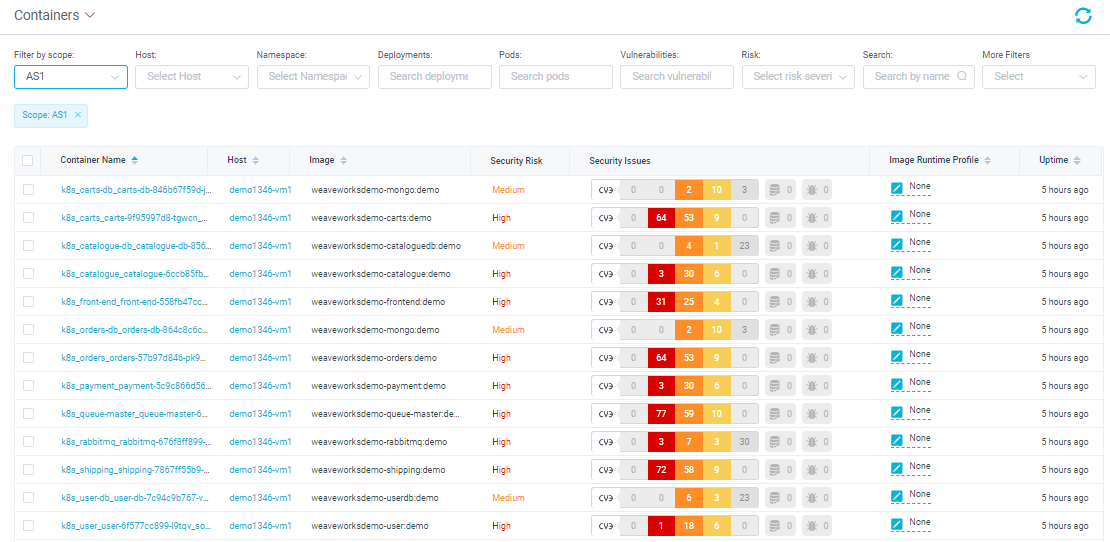 Containers
Filter by scope: Host: Namespace: Deployments: Pods: Vulnerabilities: Risk: Search: More Filters
AS1 Select Host Select Namespac Search deployme Search pods Search vulnerabil Select risk severi Search by name Select
Scope: AS1 ×
Container Name Host Image Security Risk Security Issues Image Runtime Profile Uptime
k8s_carts-db_carts-db-846b67f59d-j... demo1346-vm1 weaveworksdemo-mongo:demo Medium CVE 0 0 2 10 3 0 0 None 5 hours ago
k8s_carts_carts-9f95997d8-tgwcn_... demo1346-vm1 weaveworksdemo-carts:demo High CVE 0 64 53 9 0 0 0 None 5 hours ago
k8s_catalogue-db_catalogue-db-856... demo1346-vm1 weaveworksdemo-cataloguedb:demo Medium CVE 0 0 4 1 23 0 0 None 5 hours ago
k8s_catalogue_catalogue-6ccb85fb... demo1346-vm1 weaveworksdemo-catalogue:demo High CVE 0 3 30 6 0 0 0 None 5 hours ago
k8s_front-end_front-end-558fb47cc... demo1346-vm1 weaveworksdemo-frontend:demo High CVE 0 31 25 4 0 0 0 None 5 hours ago
k8s_orders-db_orders-db-864c8c6c... demo1346-vm1 weaveworksdemo-mongo:demo Medium CVE 0 0 2 10 3 0 0 None 5 hours ago
k8s_orders_orders-57b97d846-pk9... demo1346-vm1 weaveworksdemo-orders:demo High CVE 0 64 53 9 0 0 0 None 5 hours ago
k8s_payment_payment-5c9c866d56... demo1346-vm1 weaveworksdemo-payment:demo High CVE 0 3 30 6 0 0 0 None 5 hours ago
k8s_queue-master_queue-master-6... demo1346-vm1 weaveworksdemo-queue-master:de... High CVE 0 77 59 10 0 0 0 None 5 hours ago
k8s_rabbitmq_rabbitmq-676f8ff899-... demo1346-vm1 weaveworksdemo-rabbitmq:demo High CVE 0 3 7 3 30 0 0 None 5 hours ago
k8s_shipping_shipping-7867ff55b9-... demo1346-vm1 weaveworksdemo-shipping:demo High CVE 0 72 58 9 0 0 0 None 5 hours ago
k8s_user-db_user-db-7c94c9b767-v... demo1346-vm1 weaveworksdemo-userdb:demo Medium CVE 0 0 6 3 23 0 0 None 5 hours ago
k8s_user_user-6f577cc899-l9tqv_so... demo1346-vm1 weaveworksdemo-user:demo High CVE 0 1 18 6 0 0 0 None 5 hours ago